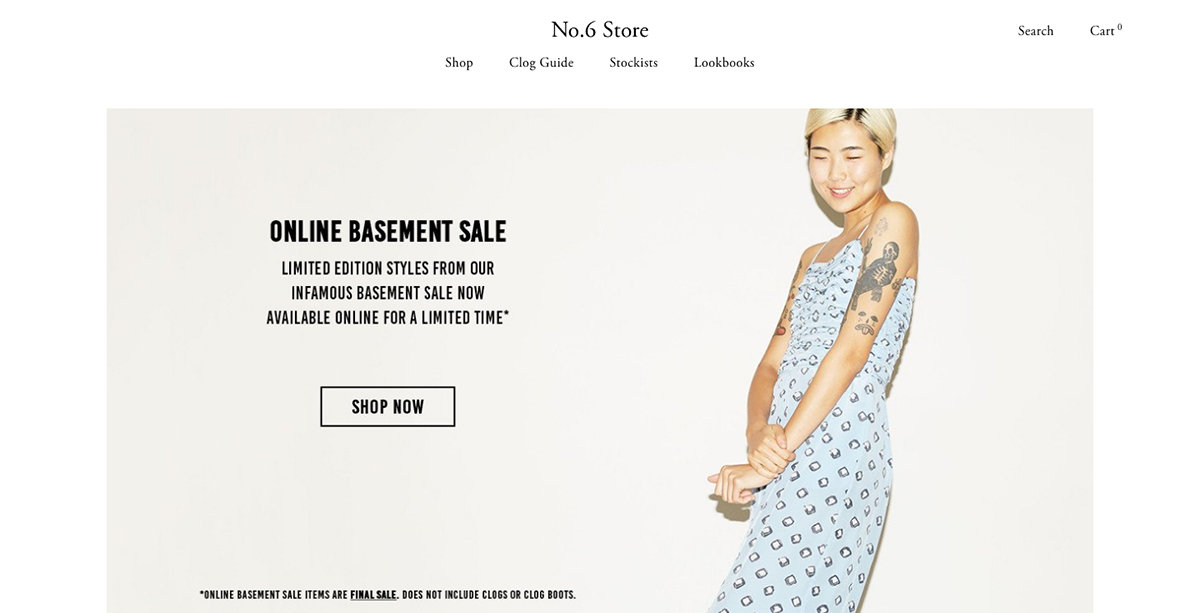 No.6 Store
Search
Cart 0
Shop
Clog Guide
Stockists
Lookbooks
ONLINE BASEMENT SALE
LIMITED EDITION STYLES FROM OUR
INFAMOUS BASEMENT SALE NOW
AVAILABLE ONLINE FOR A LIMITED TIME*
SHOP NOW
*ONLINE BASEMENT SALE ITEMS ARE FINAL SALE. DOES NOT INCLUDE CLOGS OR CLOG BOOTS.